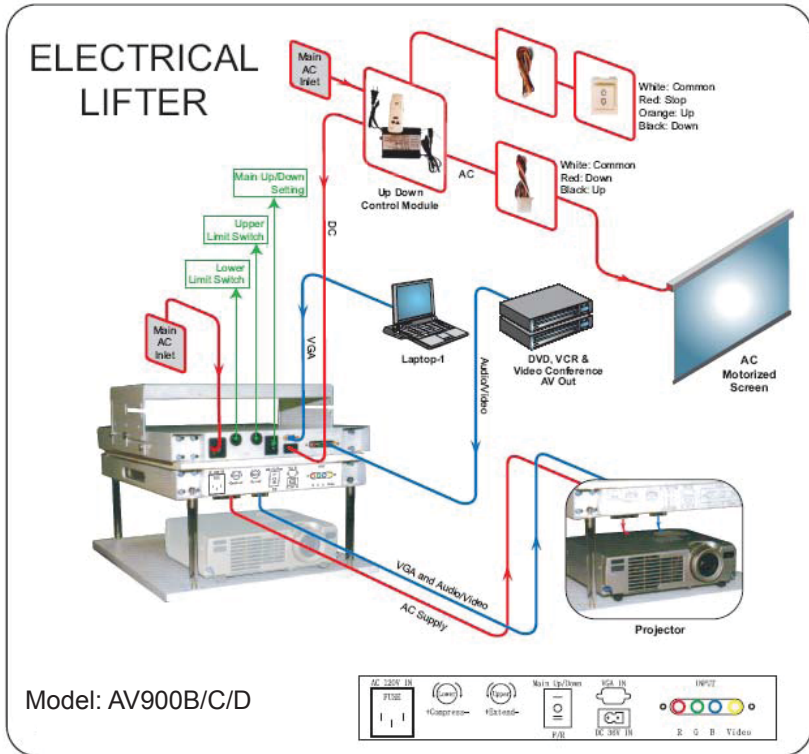 ELECTRICAL
LIFTER
Main
AC
Inlet
White: Common
Red: Stop
Orange: Up
Black: Down
Up Down
Control Module
AC
White: Common
Red: Down
Black: Up
DC
Main Up/Down
Setting
Upper
Limit Switch
Lower
Limit Switch
Main
AC
Inlet
VGA
Laptop-1
Audio/Video
DVD, VCR &
Video Conference
AV Out
AC
Motorized
Screen
VGA and Audio/Video
AC Supply
Projector
Model: AV900B/C/D
AC 220V IN
FUSE
Lower
+Compress-
Upper
+Extend-
Main Up/Down
F/R
VGA IN
DC 36V IN
INPUT
R G B Video